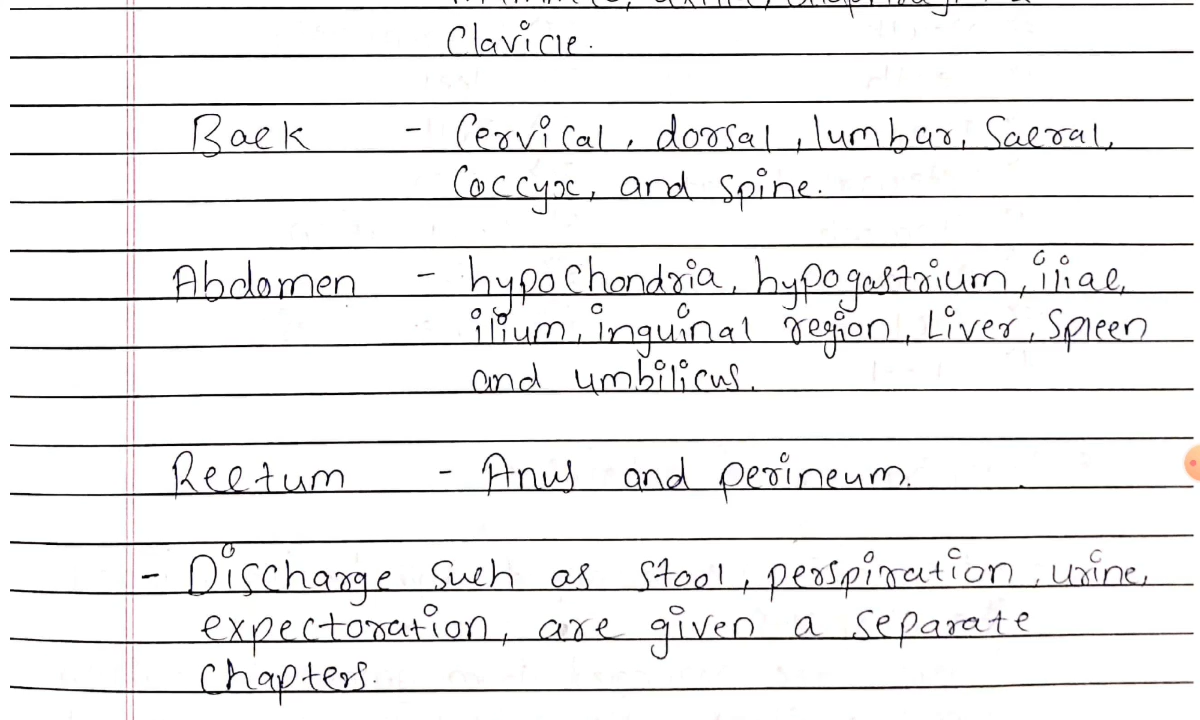 Clavicle.
Back - Cervical, dorsal, lumbar, Sacral,
Coccyx, and spine.
Abdomen - hypochondria, hypogastrium, iliac,
ilium, inguinal region, Liver, Spleen
and umbilicus.
Rectum - Anus and perineum.
- Discharge such as stool, perspiration, urine,
expectoration, are given a separate
chapters.